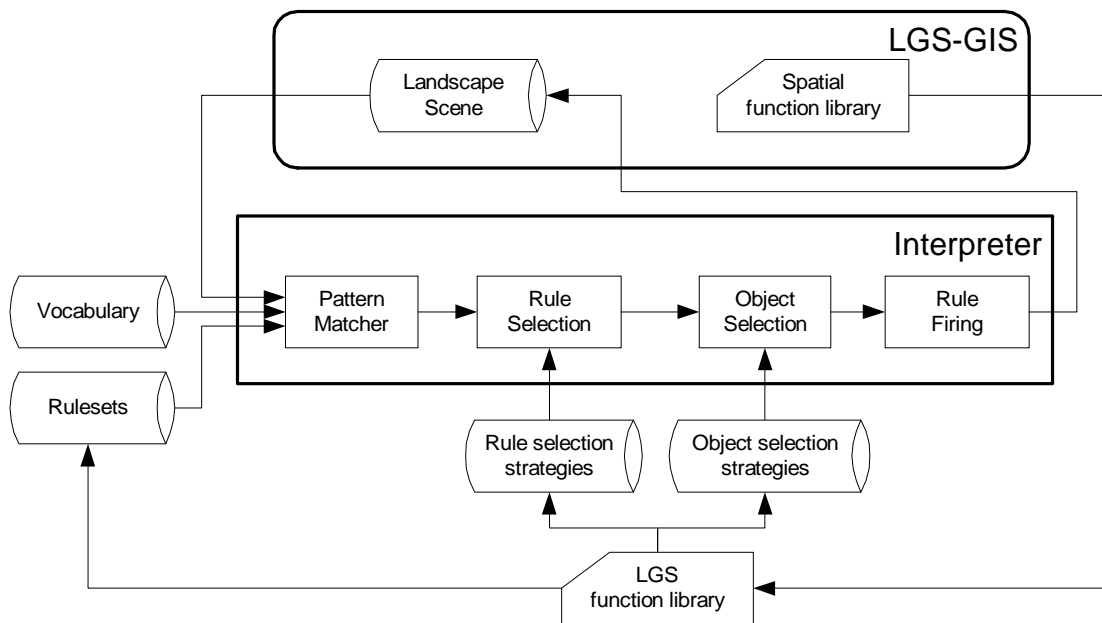 LGS-GIS
Landscape
Scene
Spatial
function library
Interpreter
Vocabulary
Pattern
Matcher
Rule
Selection
Object
Selection
Rule
Firing
Rulesets
Rule selection
strategies
Object selection
strategies
LGS
function library